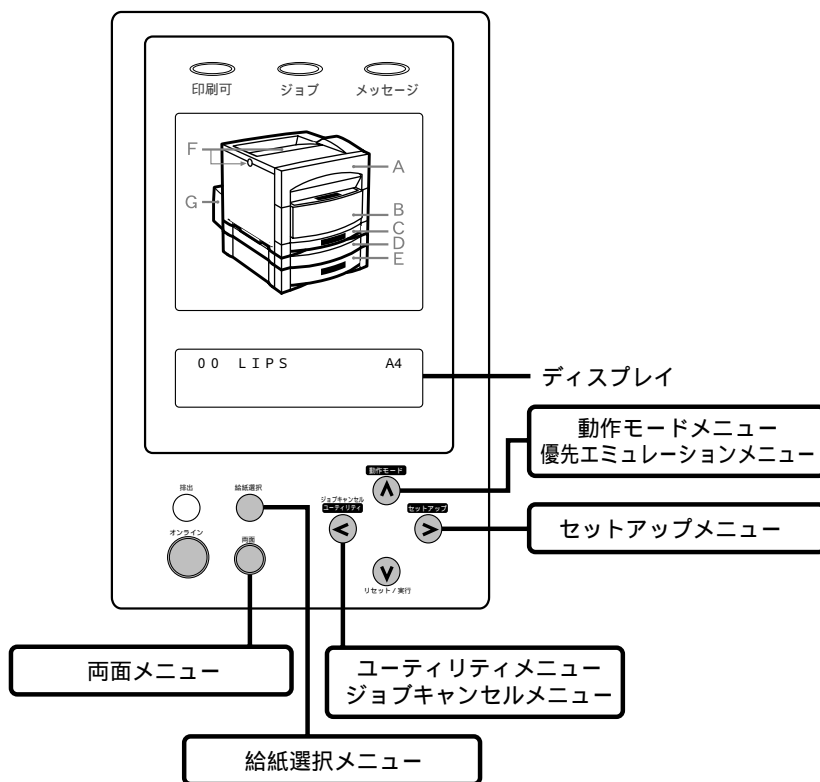 印刷可 ジョブ メッセージ
F
A
G
B
C
D
E
00 LIPS A4
ディスプレイ
動作モードメニュー
優先エミュレーションメニュー
動作モード
排出 給紙選択
ジョブキャンセル
ユーティリティ
セットアップ
セットアップメニュー
オンライン 両面
リセット/実行
両面メニュー
ユーティリティメニュー
ジョブキャンセルメニュー
給紙選択メニュー